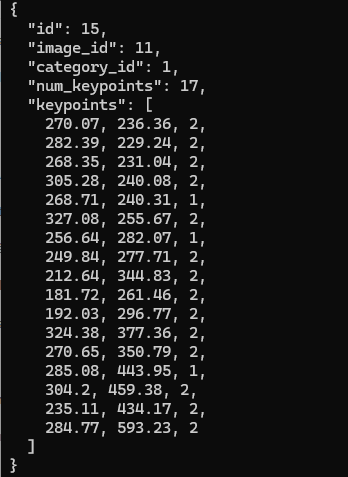 {
  "id": 15,
  "image_id": 11,
  "category_id": 1,
  "num_keypoints": 17,
  "keypoints": [
    270.07, 236.36, 2,
    282.39, 229.24, 2,
    268.35, 231.04, 2,
    305.28, 240.08, 2,
    268.71, 240.31, 1,
    327.08, 255.67, 2,
    256.64, 282.07, 1,
    249.84, 277.71, 2,
    212.64, 344.83, 2,
    181.72, 261.46, 2,
    192.03, 296.77, 2,
    324.38, 377.36, 2,
    270.65, 350.79, 2,
    285.08, 443.95, 1,
    304.2, 459.38, 2,
    235.11, 434.17, 2,
    284.77, 593.23, 2
  ]
}